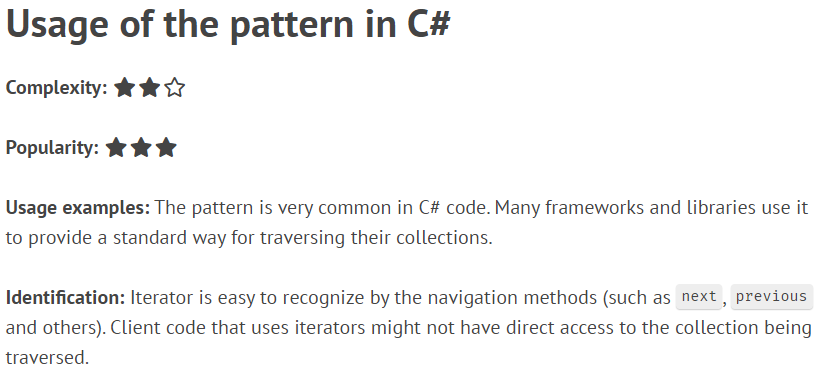 Usage of the pattern in C#
Complexity: ★★☆
Popularity: ★★★
Usage examples: The pattern is very common in C# code. Many frameworks and libraries use it
to provide a standard way for traversing their collections.
Identification: Iterator is easy to recognize by the navigation methods (such as next, previous
and others). Client code that uses iterators might not have direct access to the collection being
traversed.